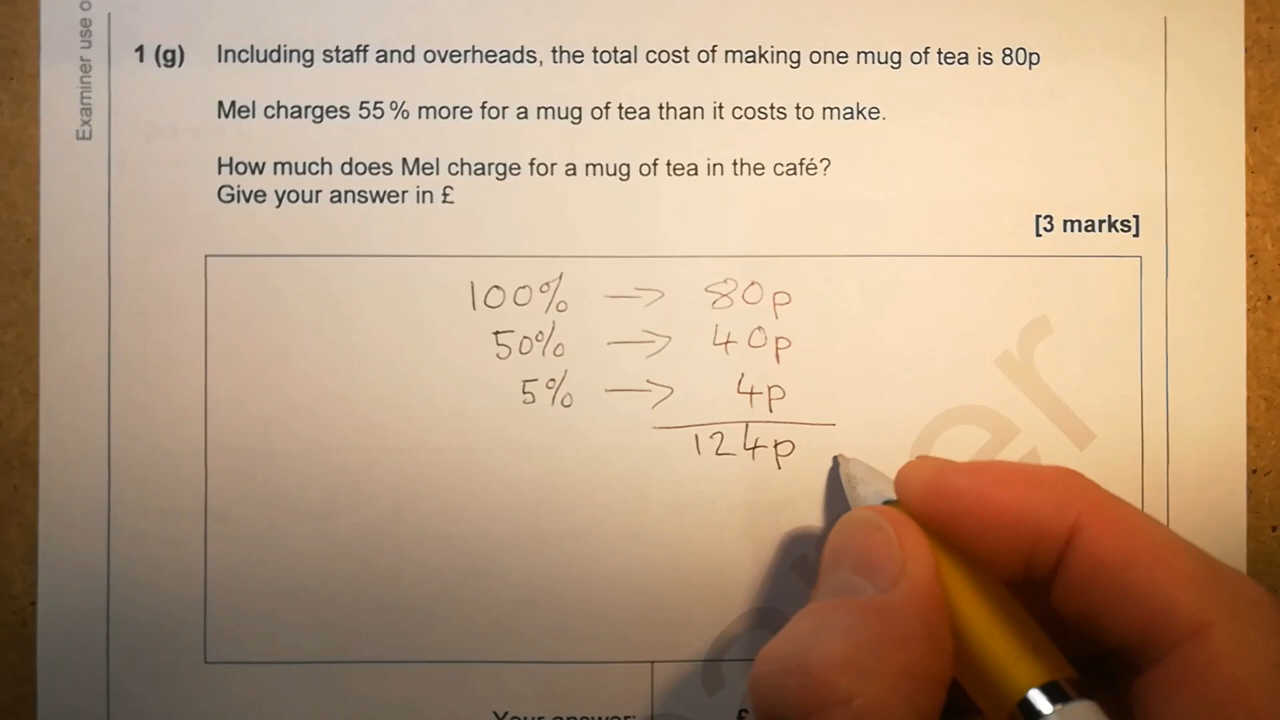 Examiner use o
1 (g) Including staff and overheads, the total cost of making one mug of tea is 80p
Mel charges 55% more for a mug of tea than it costs to make.
How much does Mel charge for a mug of tea in the café?
Give your answer in £
[3 marks]
100% → 80p
50% → 40p
5% → 4p
124p
Your answer: £